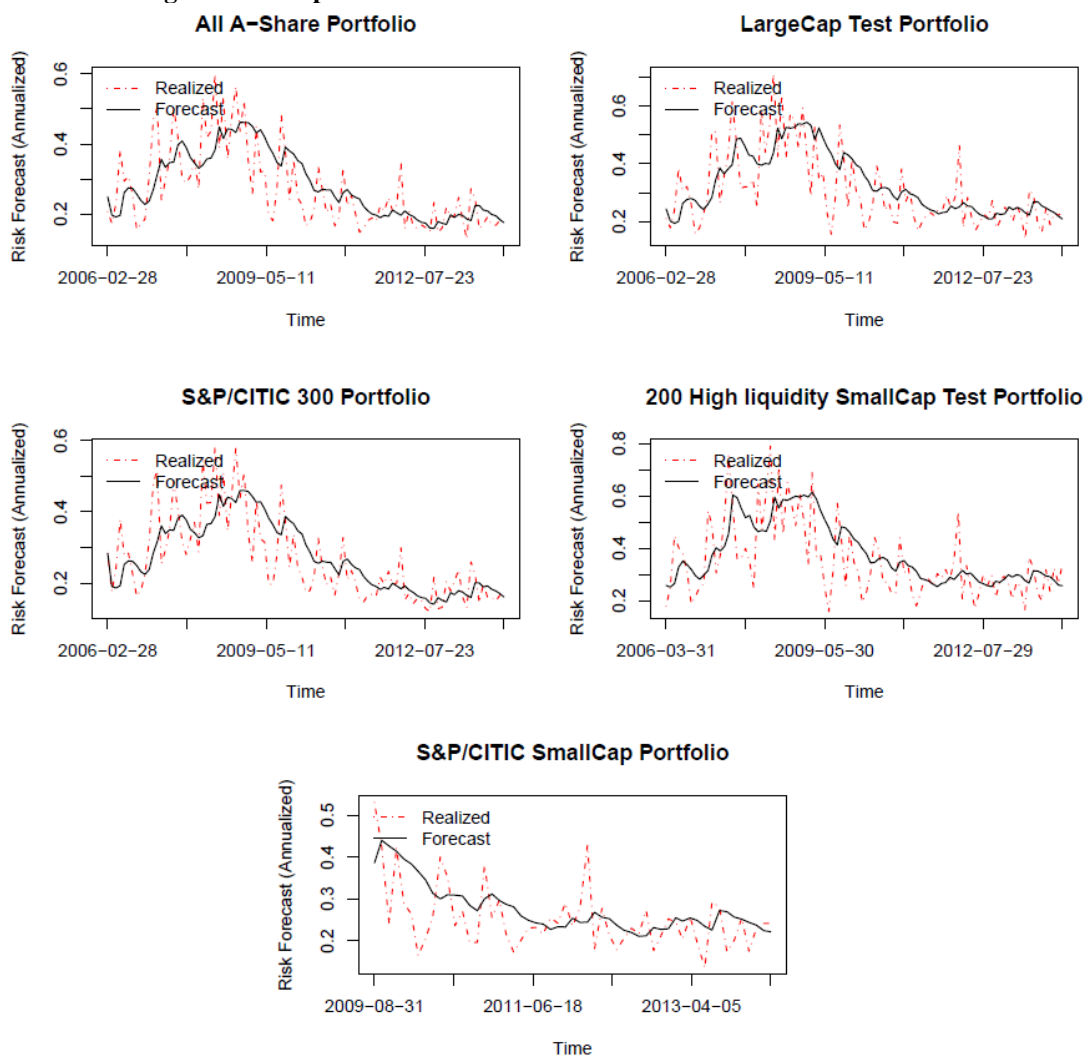 All A-Share Portfolio
Risk Forecast (Annualized)
0.6
0.4
0.2
Realized
Forecast
2006-02-28
2009-05-11
2012-07-23
Time
LargeCap Test Portfolio
Risk Forecast (Annualized)
0.6
0.4
0.2
Realized
Forecast
2006-02-28
2009-05-11
2012-07-23
Time
S&P/CITIC 300 Portfolio
Risk Forecast (Annualized)
0.6
0.4
0.2
Realized
Forecast
2006-02-28
2009-05-11
2012-07-23
Time
200 High liquidity SmallCap Test Portfolio
Risk Forecast (Annualized)
0.8
0.6
0.4
0.2
Realized
Forecast
2006-03-31
2009-05-30
2012-07-29
Time
S&P/CITIC SmallCap Portfolio
Risk Forecast (Annualized)
0.5
0.4
0.3
0.2
Realized
Forecast
2009-08-31
2011-06-18
2013-04-05
Time